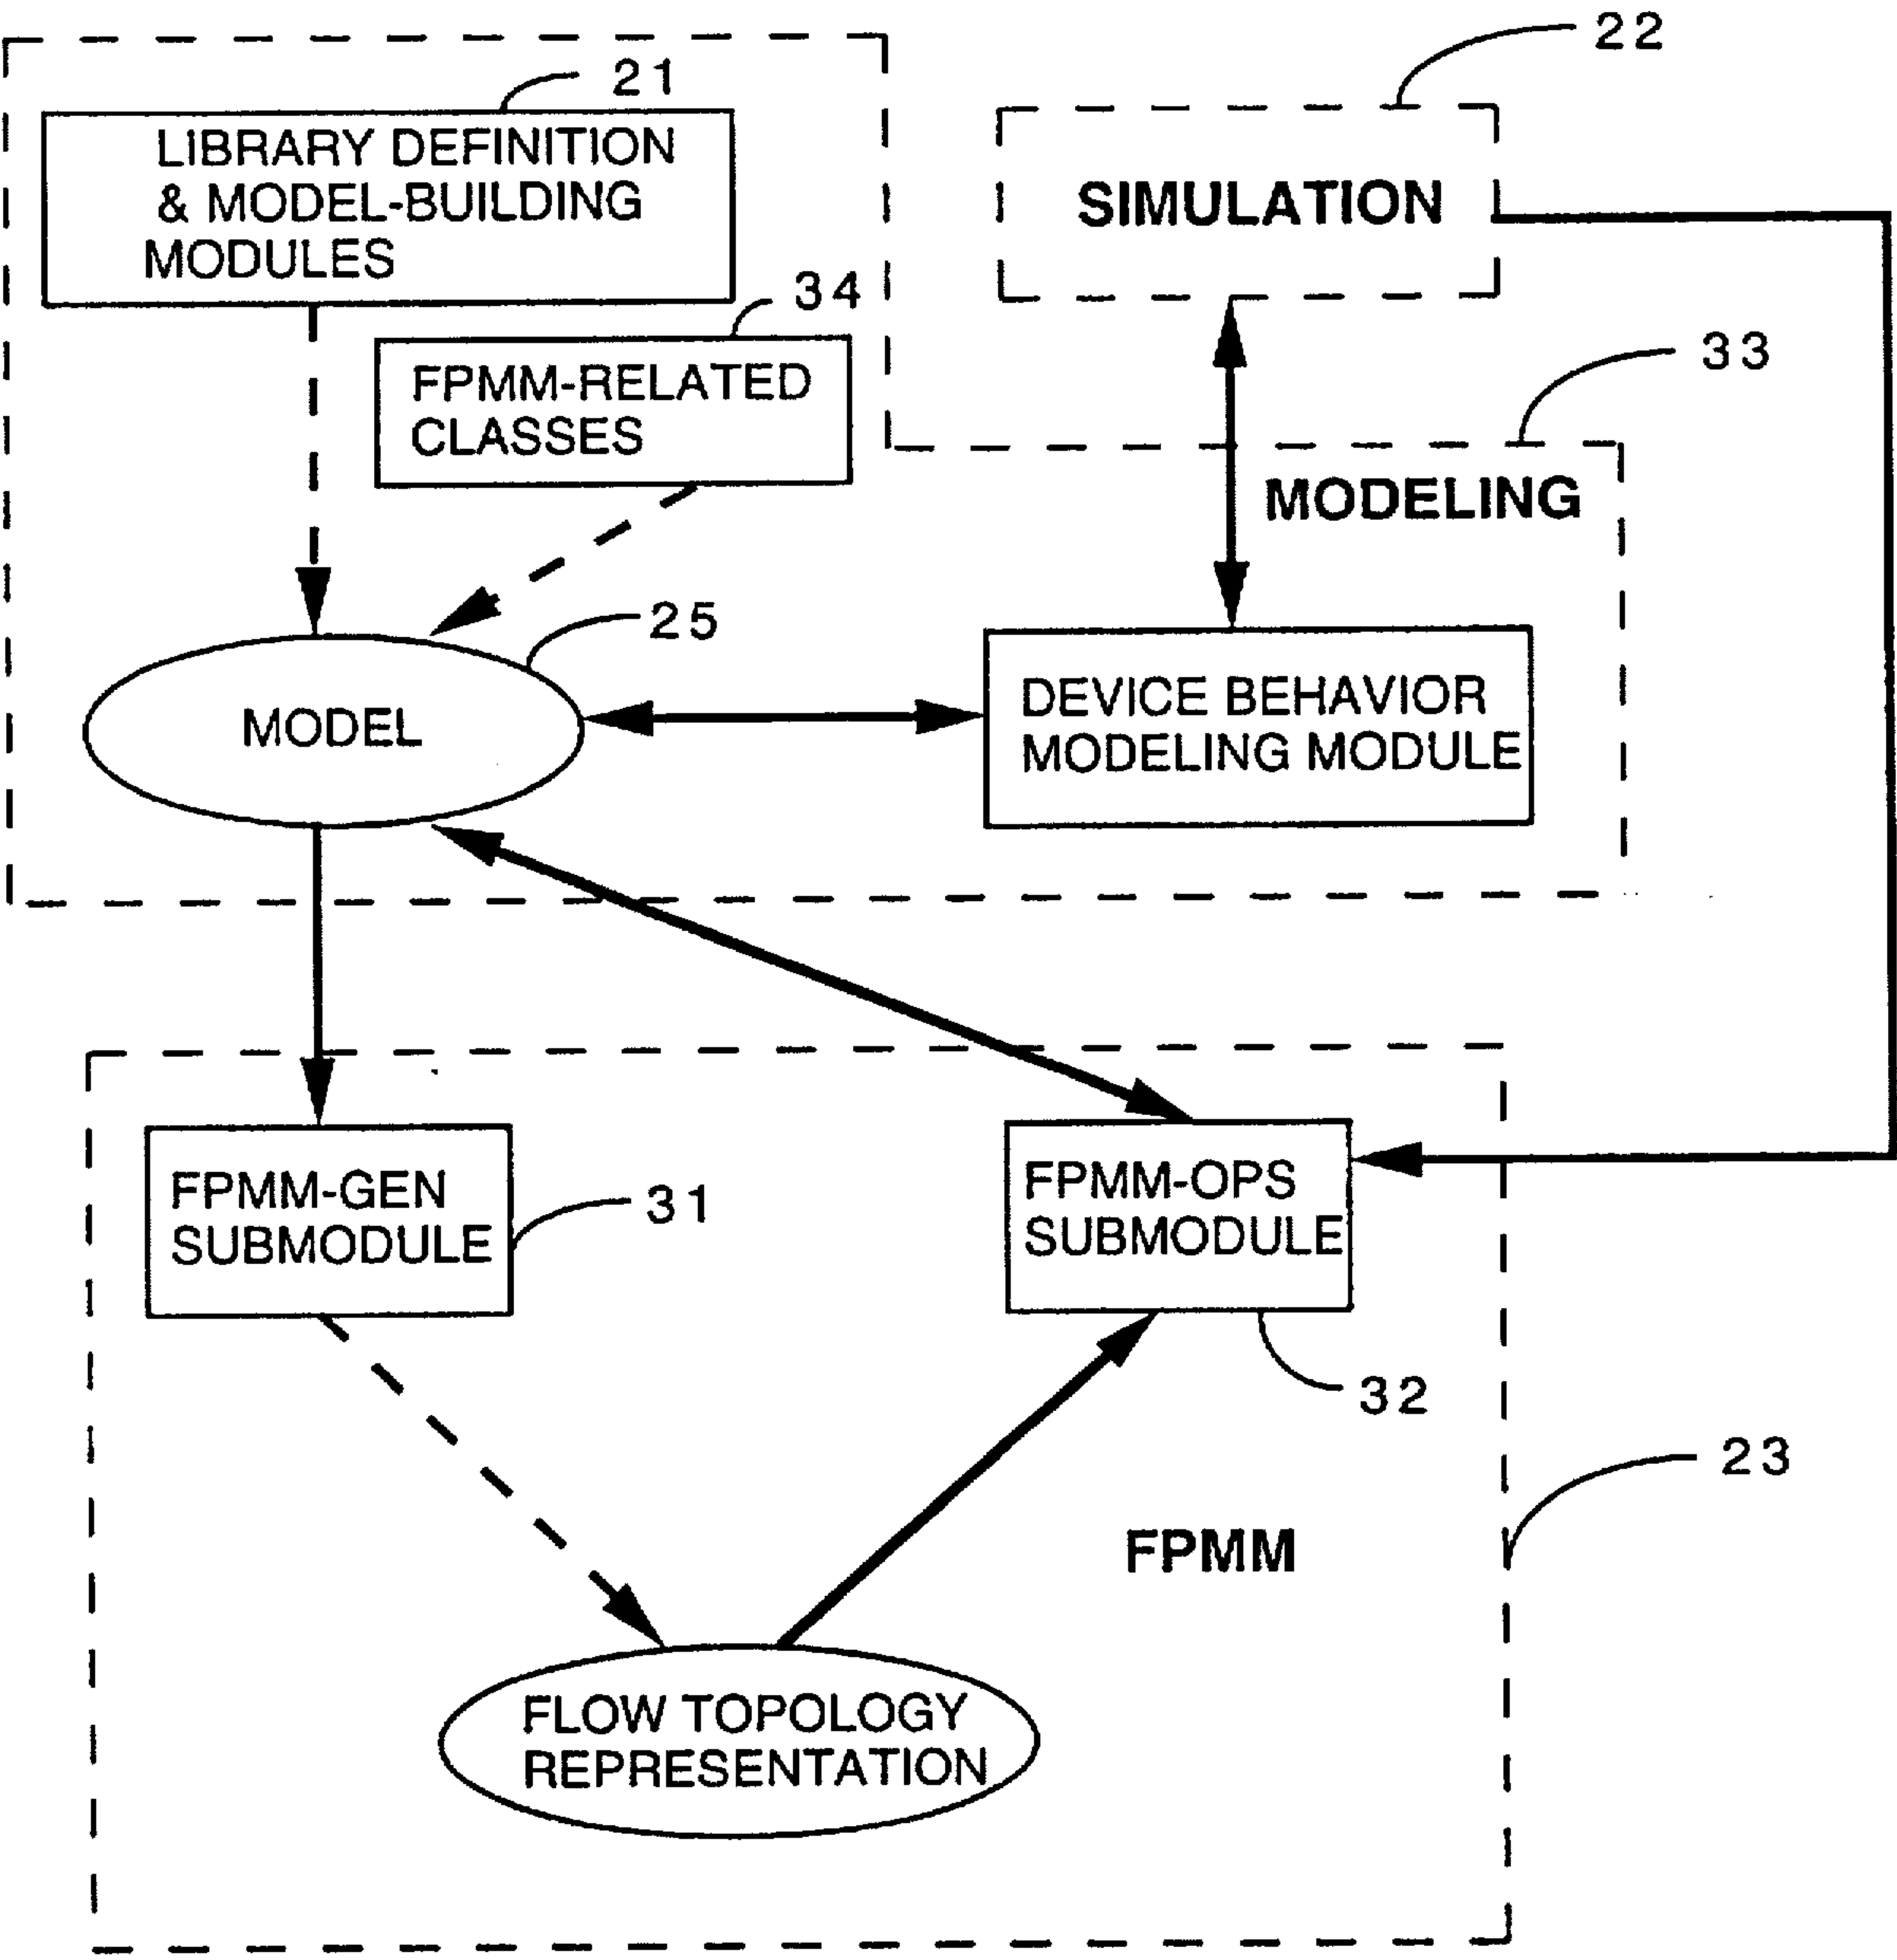 22
21
LIBRARY DEFINITION
& MODEL-BUILDING
MODULES
SIMULATION
34
FPMM-RELATED
CLASSES
33
MODELING
25
MODEL
DEVICE BEHAVIOR
MODELING MODULE
FPMM-GEN
SUBMODULE
31
FPMM-OPS
SUBMODULE
32
23
FPMM
FLOW TOPOLOGY
REPRESENTATION